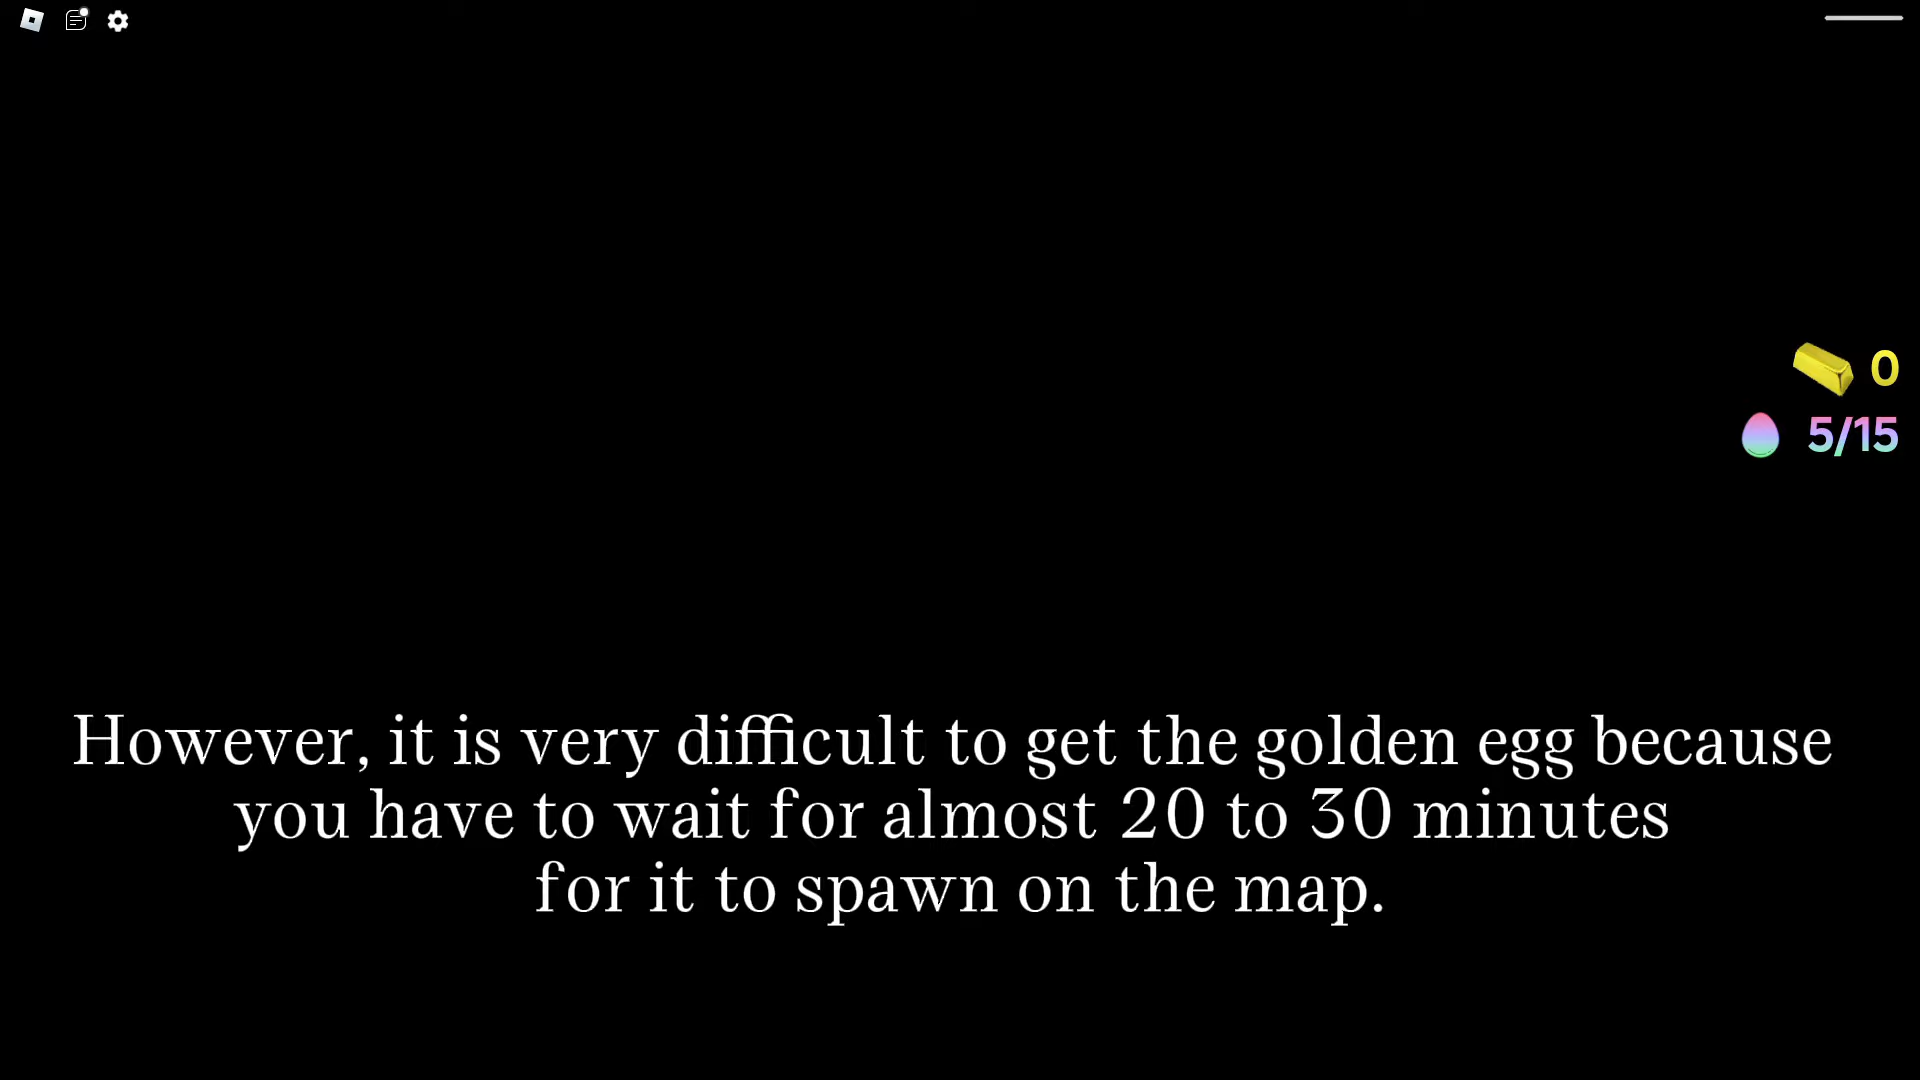 0
5/15
However, it is very difficult to get the golden egg because
you have to wait for almost 20 to 30 minutes
for it to spawn on the map.